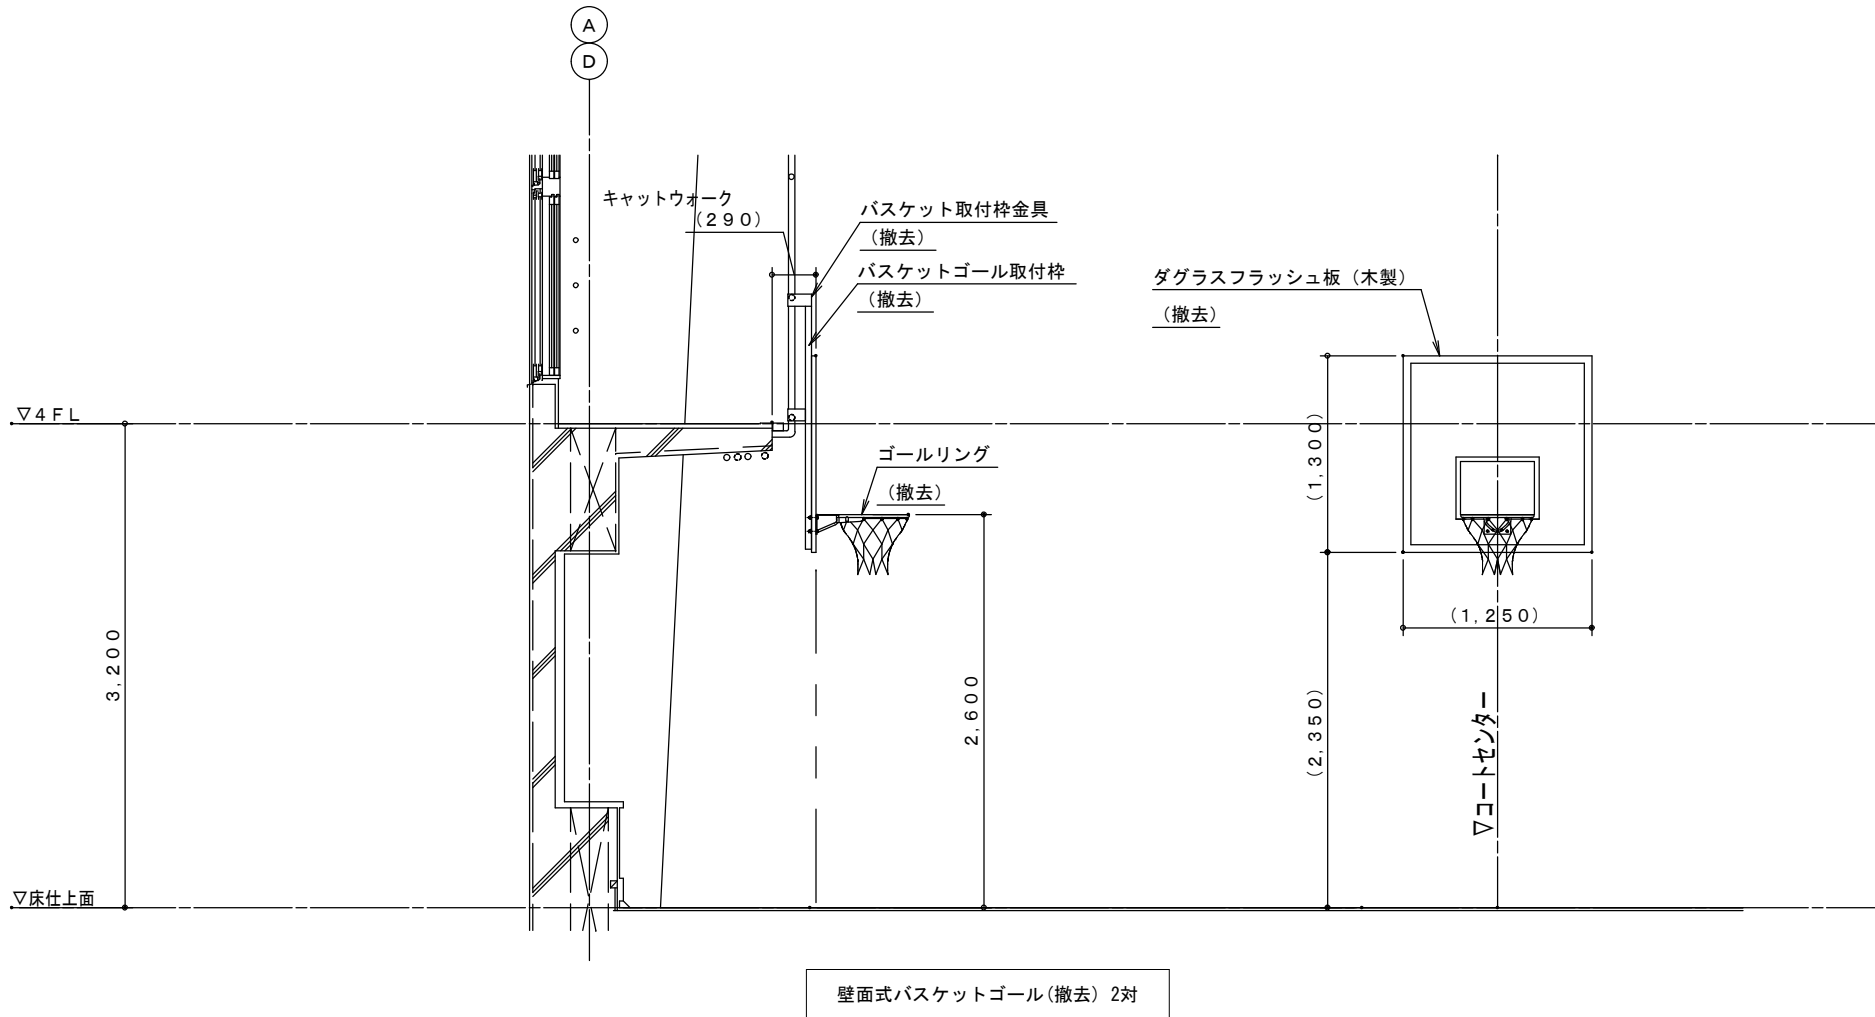 A
D
キャットウォーク
(290)
バスケット取付枠金具
(撤去)
バスケットゴール取付枠
(撤去)
ダグラスフラッシュ板(木製)
(撤去)
▽4FL
(1,300)
ゴールリング
(撤去)
(1,250)
3,200
2,600
(2,350)
▽コートセンター
▽床仕上面
壁面式バスケットゴール(撤去) 2対